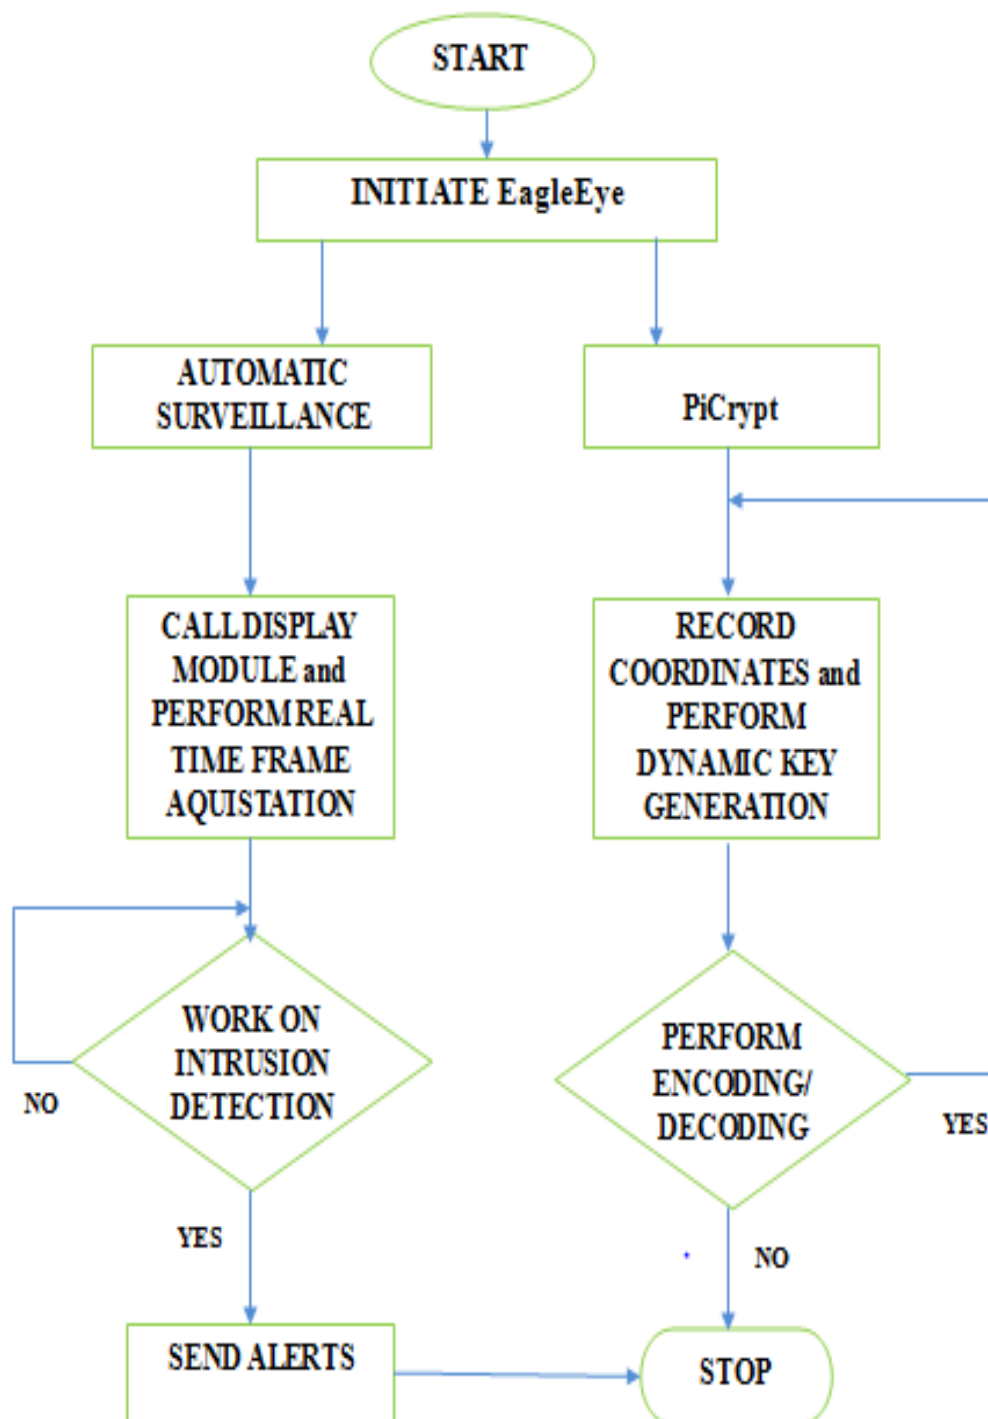 START
INITIATE EagleEye
AUTOMATIC
SURVEILLANCE
PiCrypt
CALL DISPLAY
MODULE and
PERFORM REAL
TIME FRAME
AQUISTATION
RECORD
COORDINATES and
PERFORM
DYNAMIC KEY
GENERATION
WORK ON
INTRUSION
DETECTION
NO
YES
PERFORM
ENCODING/
DECODING
YES
NO
SEND ALERTS
STOP